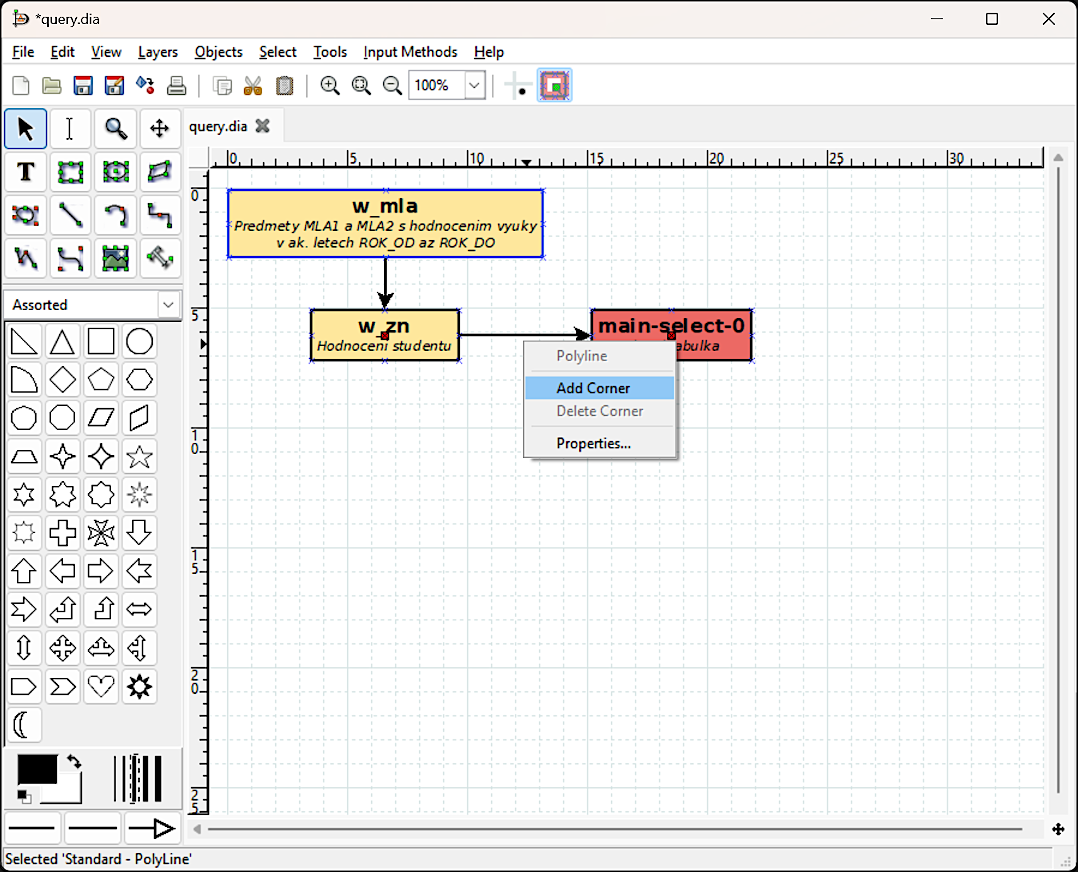 *query.dia
File Edit View Layers Objects Select Tools Input Methods Help
100%
query.dia
0 5 10 15 20 25 30
Assorted
0
5
10
15
20
25
w_mla
Predmety MLA1 a MLA2 s hodnocenim vyuky
v ak. letech ROK_OD az ROK_DO
w_zn
Hodnoceni studentu
main-select-0
abulka
Polyline
Add Corner
Delete Corner
Properties...
Selected 'Standard - PolyLine'